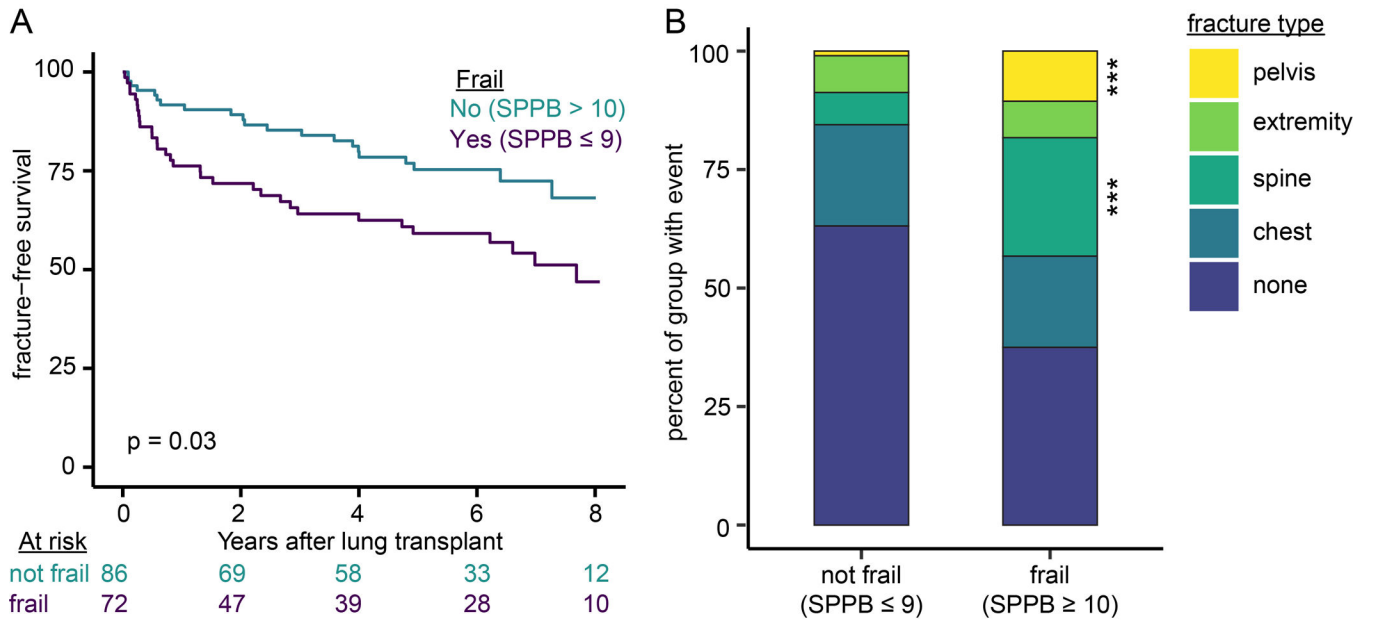 A
fracture−free survival
100
75
50
25
0
Frail
No (SPPB > 10)
Yes (SPPB ≤ 9)
p = 0.03
0 2 4 6 8
Years after lung transplant
At risk
not frail 86 69 58 33 12
frail 72 47 39 28 10
B
percent of group with event
100
75
50
25
0
***
***
not frail
(SPPB ≤ 9)
frail
(SPPB ≥ 10)
fracture type
pelvis
extremity
spine
chest
none